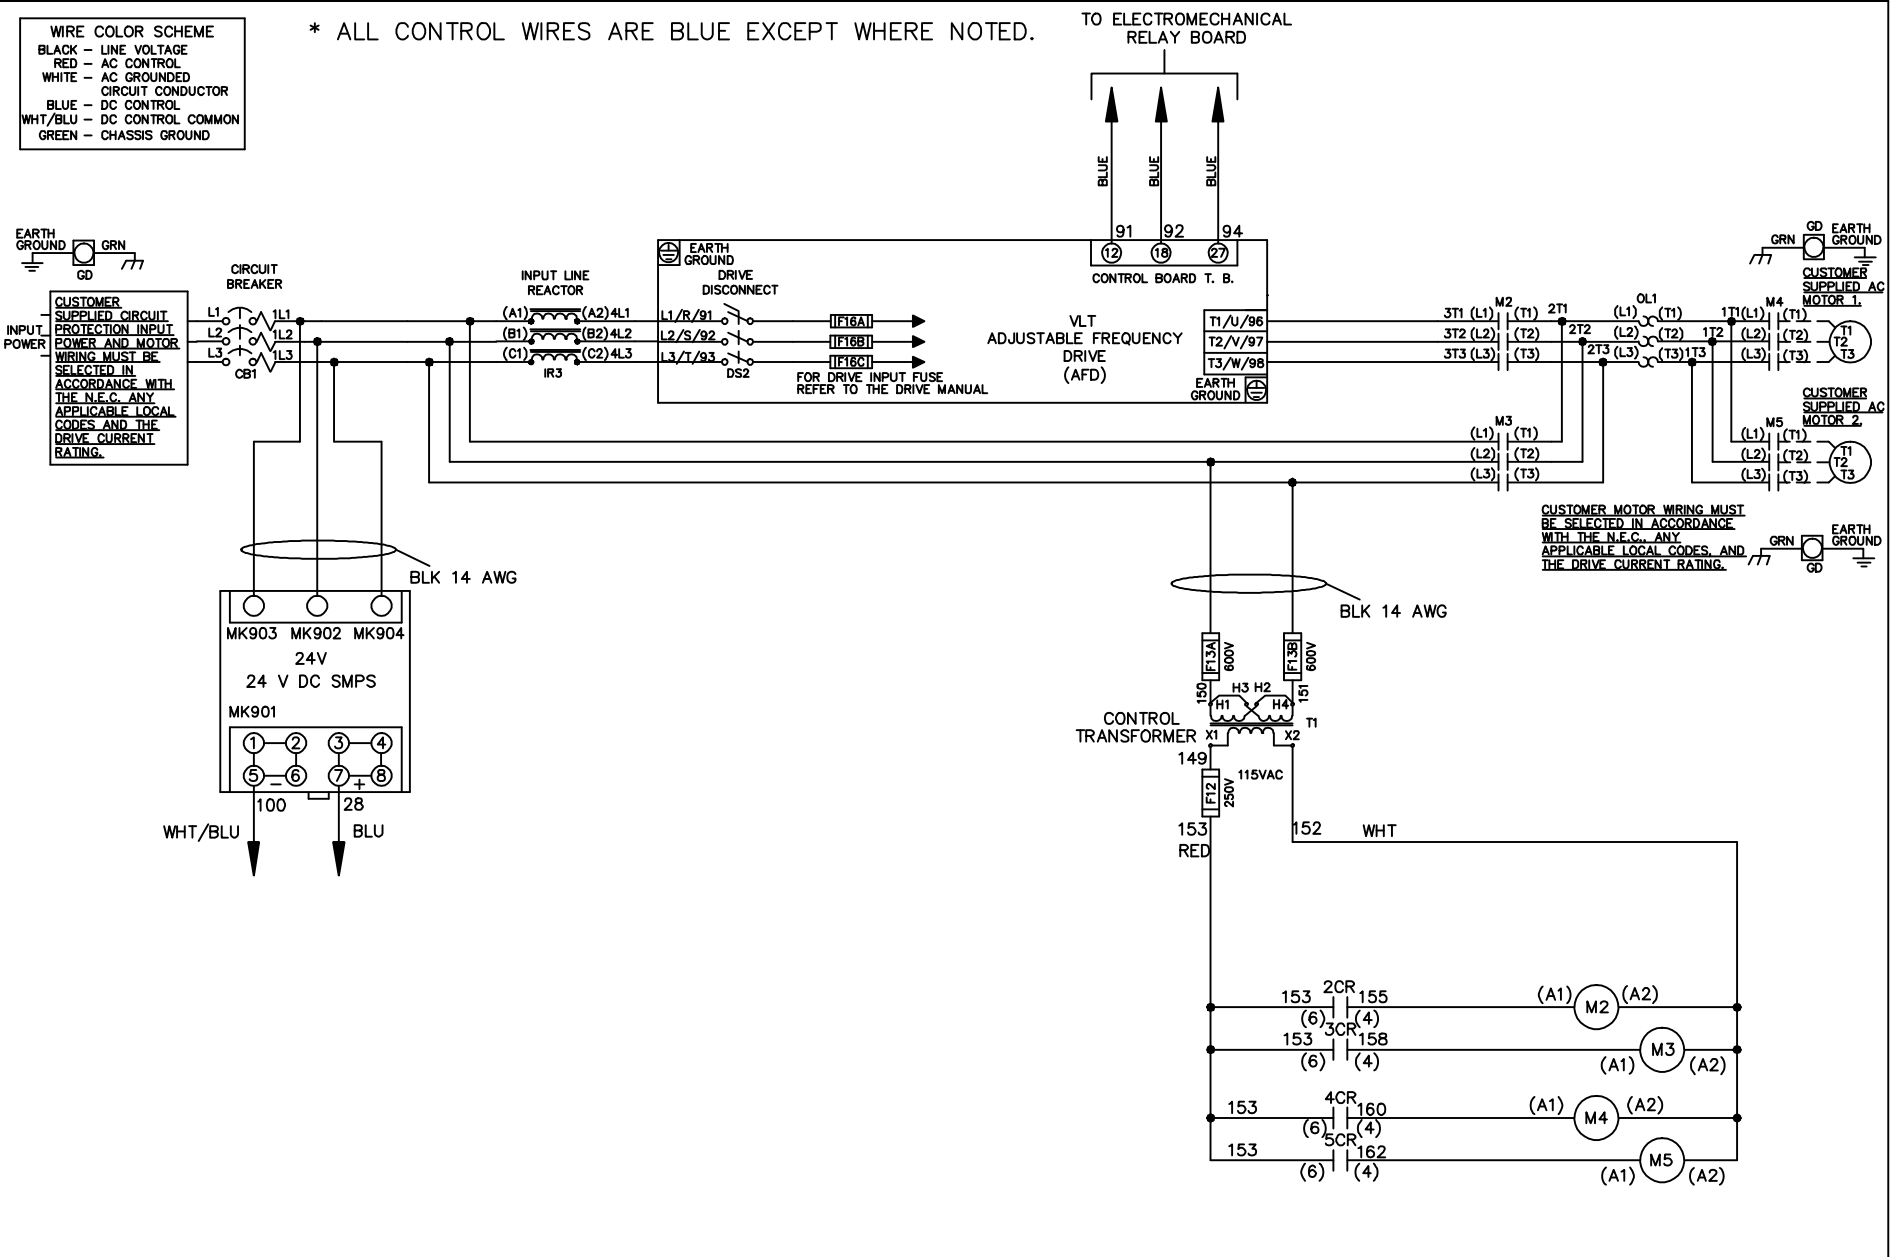 WIRE COLOR SCHEME
BLACK – LINE VOLTAGE
RED – AC CONTROL
WHITE – AC GROUNDED
CIRCUIT CONDUCTOR
BLUE – DC CONTROL
WHT/BLU – DC CONTROL COMMON
GREEN – CHASSIS GROUND
* ALL CONTROL WIRES ARE BLUE EXCEPT WHERE NOTED.
TO ELECTROMECHANICAL
RELAY BOARD
BLUE
BLUE
BLUE
91 92 94
12 18 27
CONTROL BOARD T. B.
EARTH
GROUND
GRN
GD
INPUT
POWER
CUSTOMER
SUPPLIED CIRCUIT
PROTECTION INPUT
POWER AND MOTOR
WIRING MUST BE
SELECTED IN
ACCORDANCE WITH
THE N.E.C. ANY
APPLICABLE LOCAL
CODES AND THE
DRIVE CURRENT
RATING.
CIRCUIT
BREAKER
L1 1L1
L2 1L2
L3 1L3
CB1
INPUT LINE
REACTOR
(A1) (A2) 4L1
(B1) (B2) 4L2
(C1) (C2) 4L3
IR3
EARTH
GROUND
DRIVE
DISCONNECT
L1/R/91
L2/S/92
L3/T/93
DS2
F16A
F16B
F16C
FOR DRIVE INPUT FUSE
REFER TO THE DRIVE MANUAL
VLT
ADJUSTABLE FREQUENCY
DRIVE
(AFD)
T1/U/96
T2/V/97
T3/W/98
EARTH
GROUND
M2
3T1 (L1) (T1) 2T1
3T2 (L2) (T2) 2T2
3T3 (L3) (T3) 2T3
OL1
(L1) (T1) 1T1
(L2) (T2) 1T2
(L3) (T3) 1T3
M4
(L1) (T1)
(L2) (T2)
(L3) (T3)
T1
T2
T3
GRN
GD
EARTH
GROUND
CUSTOMER
SUPPLIED AC
MOTOR 1.
M3
(L1) (T1)
(L2) (T2)
(L3) (T3)
M5
(L1) (T1)
(L2) (T2)
(L3) (T3)
T1
T2
T3
CUSTOMER
SUPPLIED AC
MOTOR 2.
CUSTOMER MOTOR WIRING MUST
BE SELECTED IN ACCORDANCE
WITH THE N.E.C., ANY
APPLICABLE LOCAL CODES, AND
THE DRIVE CURRENT RATING.
GRN
GD
EARTH
GROUND
BLK 14 AWG
MK903 MK902 MK904
24V
24 V DC SMPS
MK901
1 2 3 4
5 – 6 7 + 8
100 28
WHT/BLU BLU
BLK 14 AWG
F13A 600V
F13B 600V
150 151
H3 H2
H1 H4
T1
CONTROL
TRANSFORMER
X1 X2
149
115VAC
F12 250V
153
RED
152 WHT
2CR
153 155
(6) (4)
(A1) M2 (A2)
3CR
153 158
(6) (4)
(A1) M3 (A2)
4CR
153 160
(6) (4)
(A1) M4 (A2)
5CR
153 162
(6) (4)
(A1) M5 (A2)